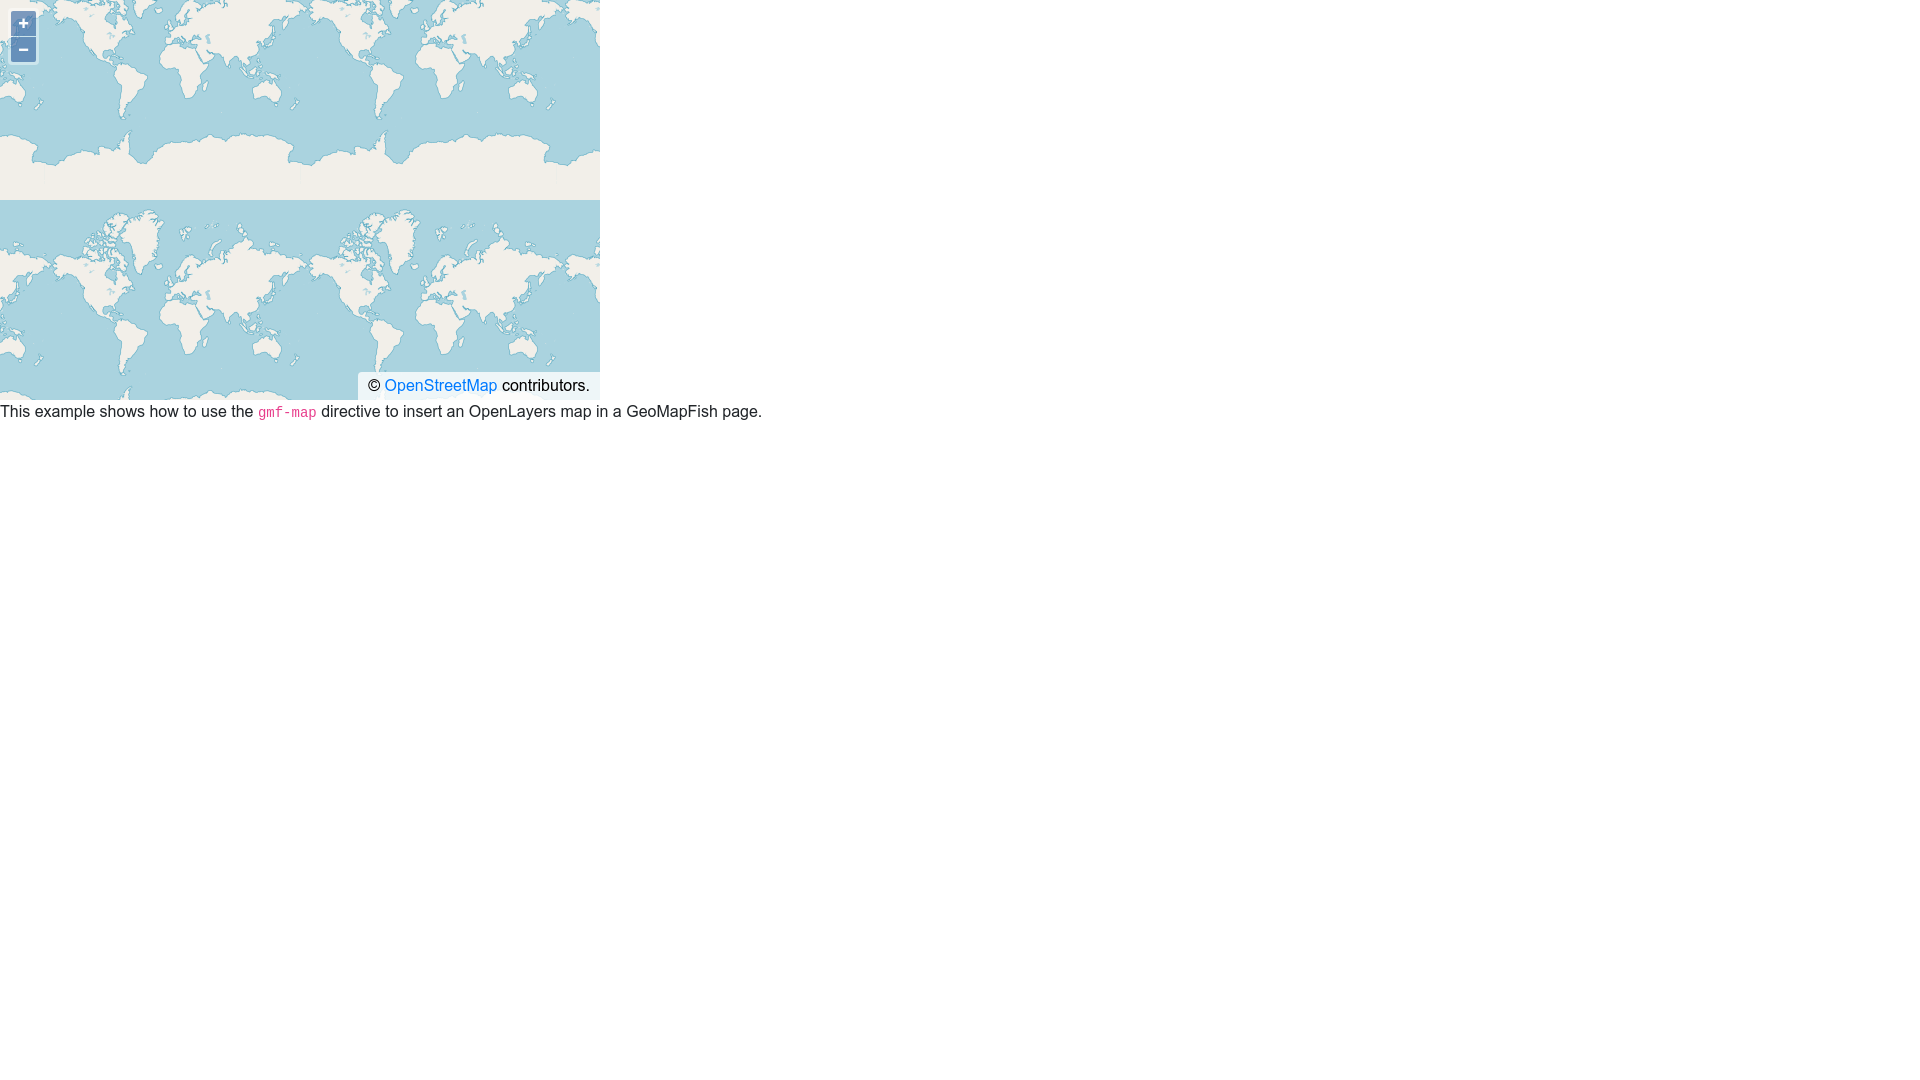 +
−
© OpenStreetMap contributors.
This example shows how to use the gmf-map directive to insert an OpenLayers map in a GeoMapFish page.